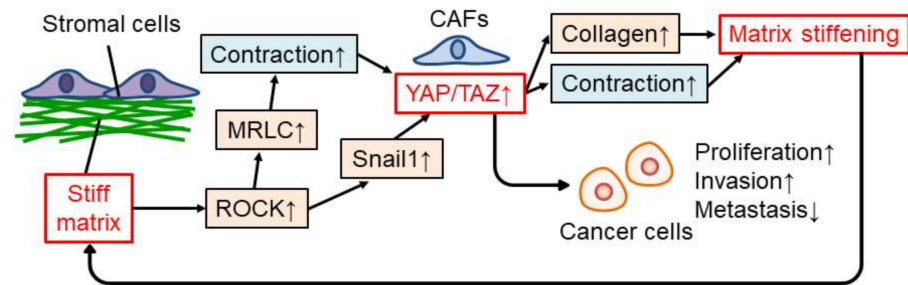 Stromal cells
CAFs
Contraction↑
Collagen↑
Matrix stiffening
YAP/TAZ↑
Contraction↑
MRLC↑
Snail1↑
Proliferation↑
Invasion↑
Metastasis↓
Stiff
matrix
ROCK↑
Cancer cells